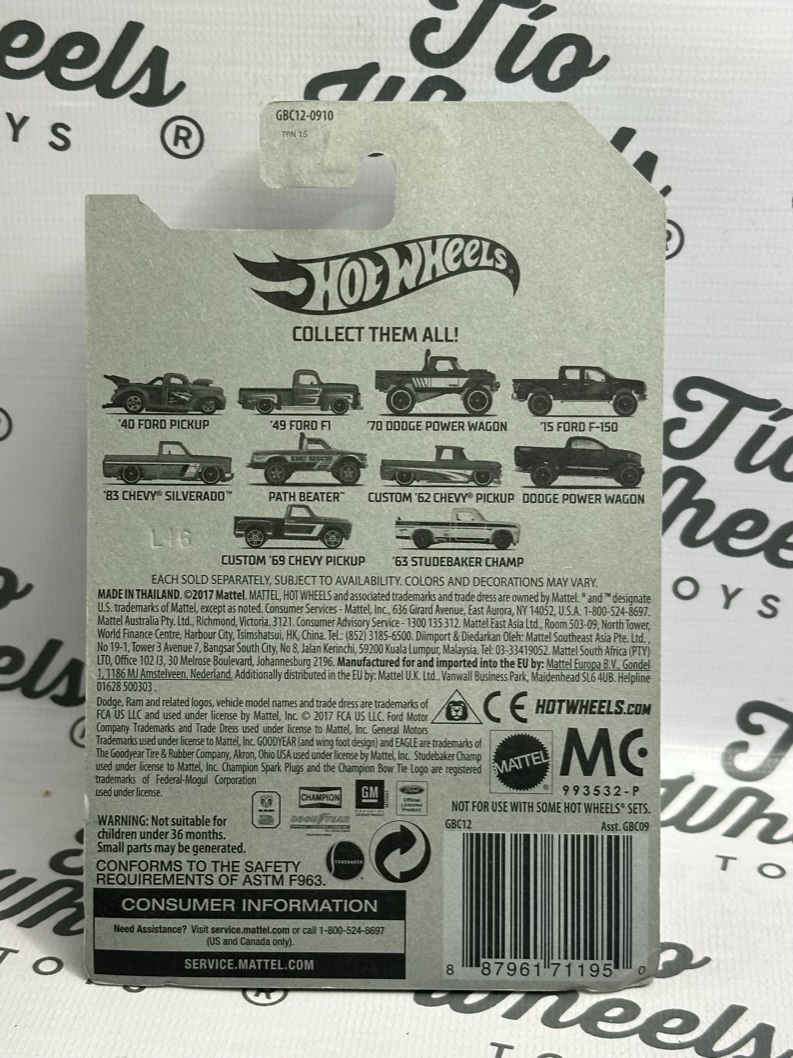 eels
Tío
YS ®
GBC12-0910
TPN 15
HOT WHEELS®
COLLECT THEM ALL!
'40 FORD PICKUP '49 FORD F1 '70 DODGE POWER WAGON '15 FORD F-150
'83 CHEVY® SILVERADO™ PATH BEATER™ CUSTOM '62 CHEVY® PICKUP DODGE POWER WAGON
L16
CUSTOM '69 CHEVY PICKUP '63 STUDEBAKER CHAMP
EACH SOLD SEPARATELY, SUBJECT TO AVAILABILITY. COLORS AND DECORATIONS MAY VARY.
MADE IN THAILAND. ©2017 Mattel. MATTEL, HOT WHEELS and associated trademarks and trade dress are owned by Mattel. ® and ™ designate
U.S. trademarks of Mattel, except as noted. Consumer Services - Mattel, Inc., 636 Girard Avenue, East Aurora, NY 14052, U.S.A. 1-800-524-8697.
Mattel Australia Pty. Ltd., Richmond, Victoria. 3121. Consumer Advisory Service - 1300 135 312. Mattel East Asia Ltd., Room 503-09, North Tower,
World Finance Centre, Harbour City, Tsimshatsui, HK, China. Tel.: (852) 3185-6500. Diimport & Diedarkan Oleh: Mattel Southeast Asia Pte. Ltd. ,
No 19-1, Tower 3 Avenue 7, Bangsar South City, No 8, Jalan Kerinchi, 59200 Kuala Lumpur, Malaysia. Tel: 03-33419052. Mattel South Africa (PTY)
LTD, Office 102 I3, 30 Melrose Boulevard, Johannesburg 2196. Manufactured for and imported into the EU by: Mattel Europa B.V., Gondel
1, 1186 MJ Amstelveen, Nederland. Additionally distributed in the EU by: Mattel U.K. Ltd., Vanwall Business Park, Maidenhead SL6 4UB. Helpline
01628 500303 .
Dodge, Ram and related logos, vehicle model names and trade dress are trademarks of
FCA US LLC and used under license by Mattel, Inc. © 2017 FCA US LLC. Ford Motor
Company Trademarks and Trade Dress used under license to Mattel, Inc. General Motors
Trademarks used under license to Mattel, Inc. GOODYEAR (and wing foot design) and EAGLE are trademarks of
The Goodyear Tire & Rubber Company, Akron, Ohio USA used under license by Mattel, Inc. Studebaker Champ
used under license to Mattel, Inc. Champion Spark Plugs and the Champion Bow Tie Logo are registered
trademarks of Federal-Mogul Corporation
used under license.
CE HOTWHEELS.COM
MATTEL
MC
993532-P
NOT FOR USE WITH SOME HOT WHEELS® SETS.
CHAMPION
GM
Official
Licensed
Product
GOODYEAR
STUDEBAKER
WARNING: Not suitable for
children under 36 months.
Small parts may be generated.
CONFORMS TO THE SAFETY
REQUIREMENTS OF ASTM F963.
GBC12 Asst. GBC09
CONSUMER INFORMATION
Need Assistance? Visit service.mattel.com or call 1-800-524-8697
(US and Canada only).
SERVICE.MATTEL.COM
8 87961 71195 0